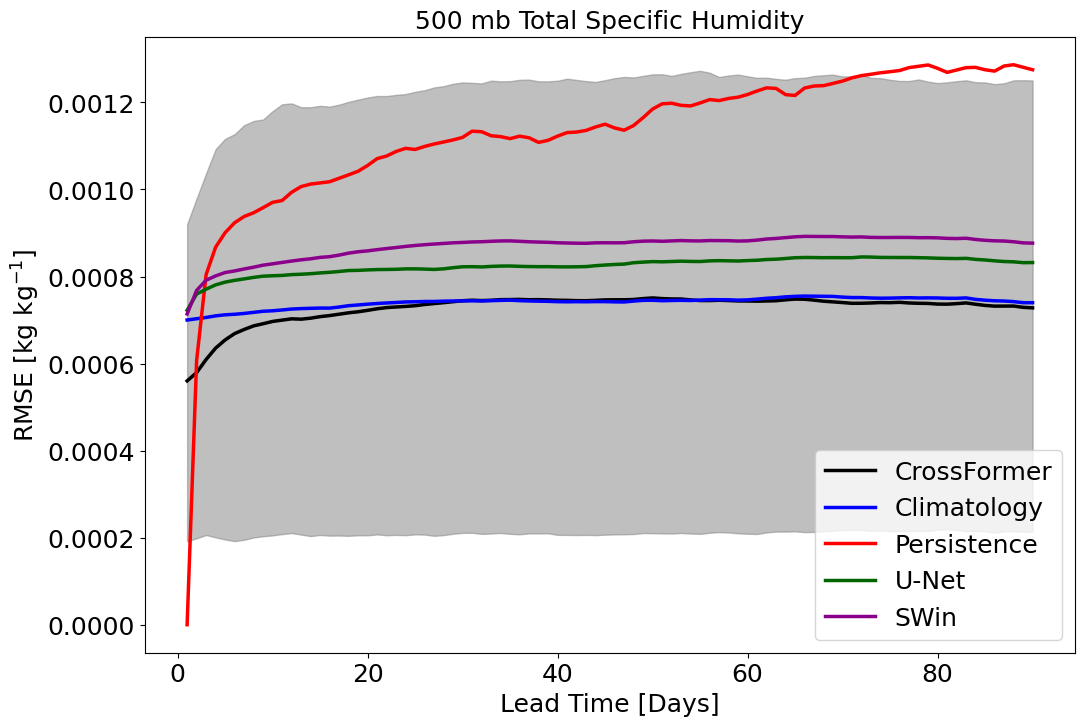 500 mb Total Specific Humidity
RMSE [kg kg⁻¹]
0.0012
0.0010
0.0008
0.0006
0.0004
0.0002
0.0000
CrossFormer
Climatology
Persistence
U-Net
SWin
0 20 40 60 80
Lead Time [Days]